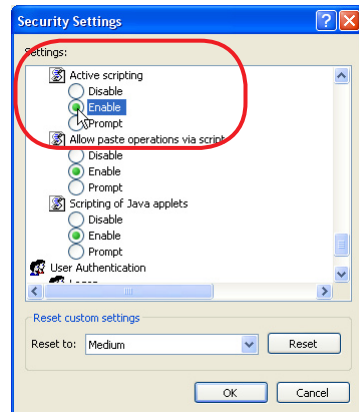 Security Settings
Settings:
Active scripting
Disable
Enable
Prompt
Allow paste operations via script
Disable
Enable
Prompt
Scripting of Java applets
Disable
Enable
Prompt
User Authentication
Logon
Reset custom settings
Reset to: Medium Reset
OK Cancel